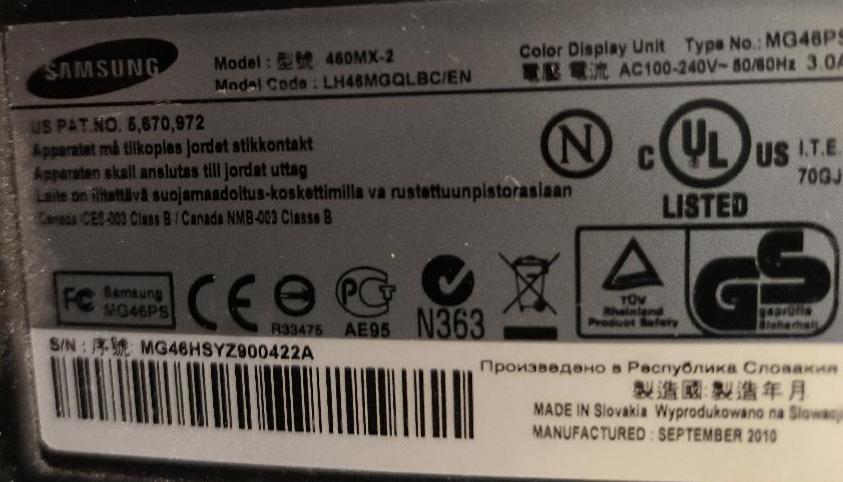 SAMSUNG
Model : 型號 460MX-2
Model Code : LH46MGQLBC/EN
Color Display Unit Type No.: MG46PS
電壓 電流 AC100-240V~ 50/60Hz 3.0A
US PAT.NO. 5,670,972
Apparatet må tilkoples jordet stikkontakt
Apparaten skall anslutas till jordat uttag
Laite on liitettävä suojamaadoitus-koskettimilla va rustettuunpistorasiaan
Canada ICES-003 Class B / Canada NMB-003 Classe B
N
C UL US
LISTED
I.T.E.
70GJ
FC Samsung
MG46PS
CE
R33475
PCT
AE95
N363
TÜV
Rheinland
Product Safety
GS
geprüfte
Sicherheit
S/N : 序號: MG46HSYZ900422A
Произведено в Республика Словакия
製造國:製造年月
MADE IN Slovakia Wyprodukowano na Slowacji
MANUFACTURED : SEPTEMBER 2010